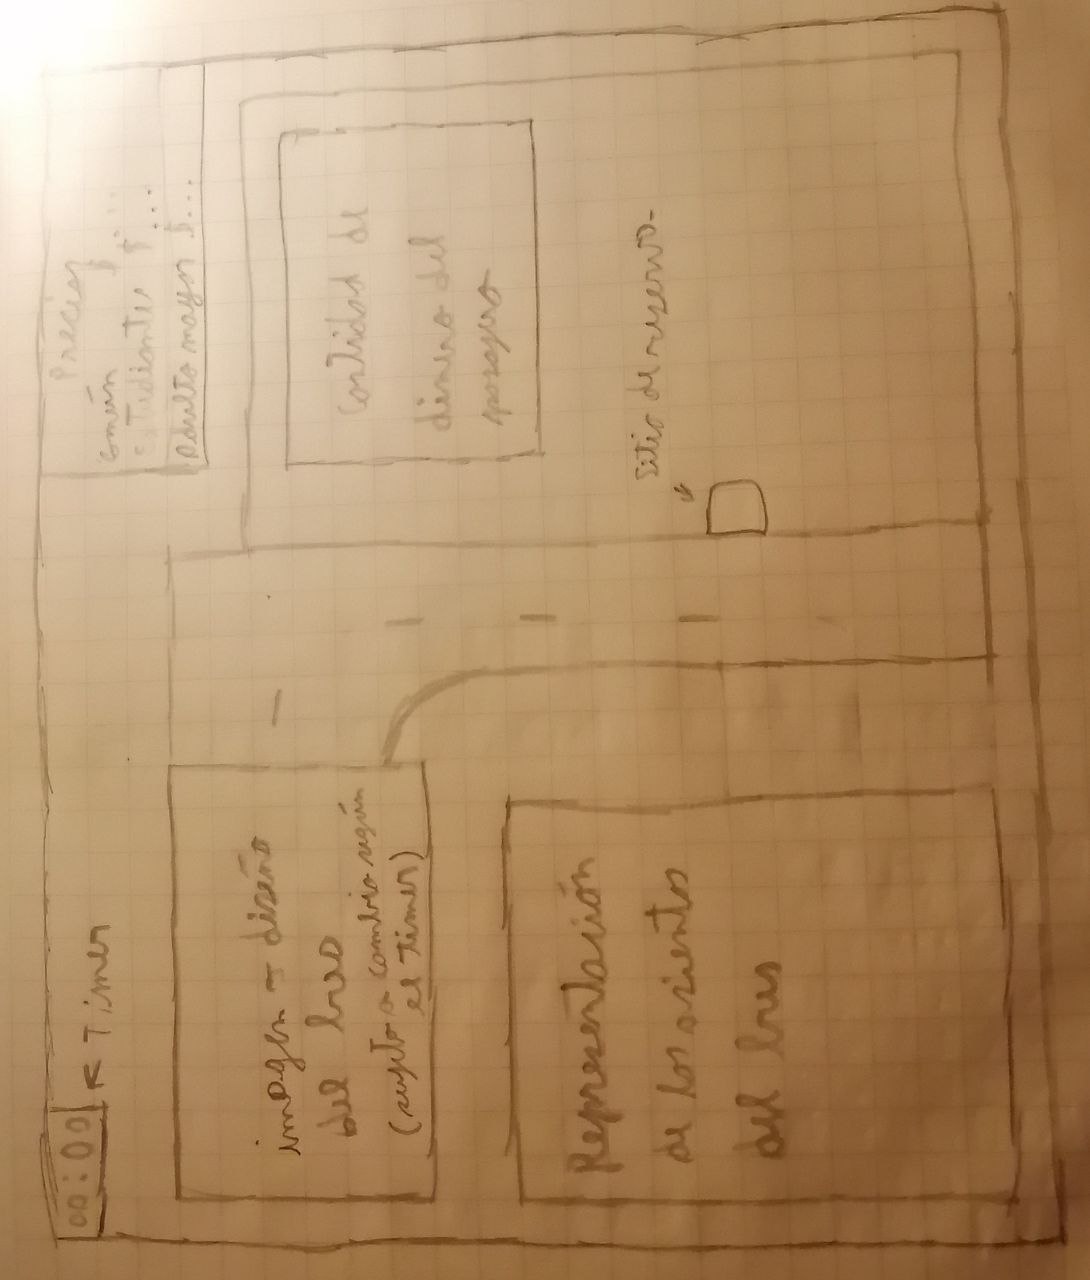 00:00 ← Timer
Precios
común $...
estudiantes $...
Adulto mayor $...
imagen → diseño
del bus
(sujeto a cambio según
el timer)
Cantidad de
dinero del
pasajero
Representación
de los asientos
del bus
Sitio de reservo.